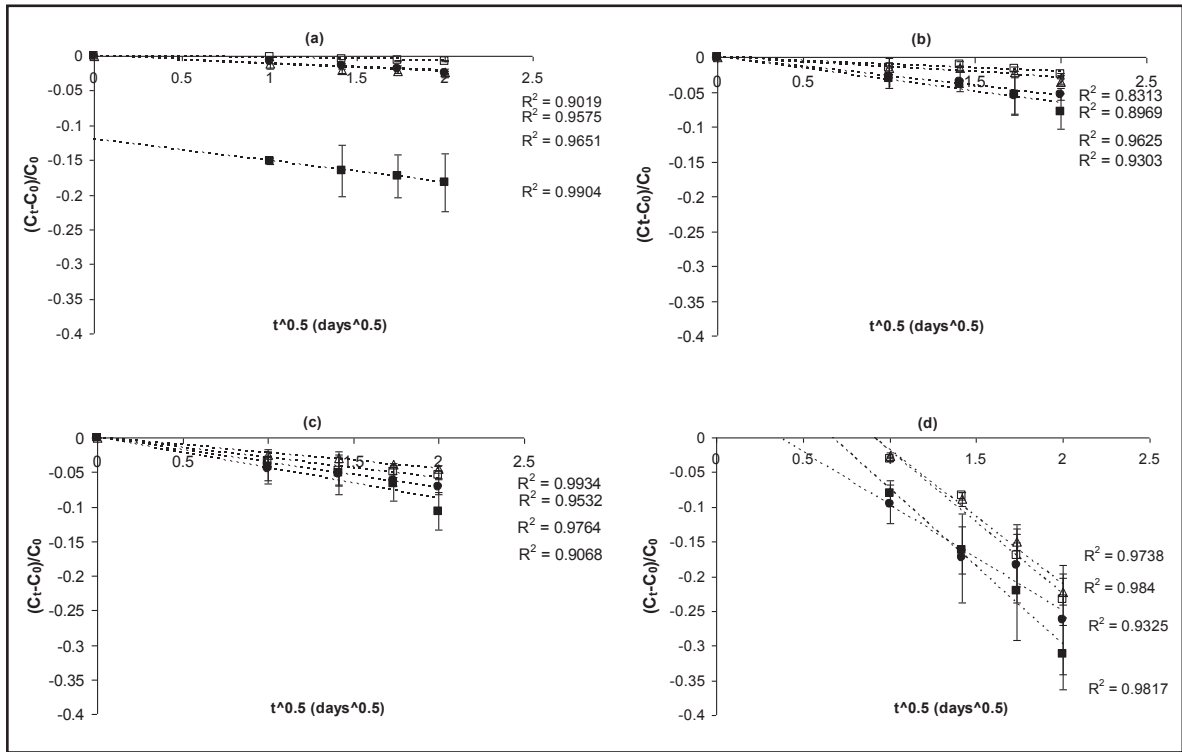 (a)
0
0 0.5 1 1.5 2 2.5
-0.05
-0.1
-0.15
-0.2
-0.25
-0.3
-0.35
-0.4
(Ct-C0)/C0
t^0.5 (days^0.5)
R² = 0.9019
R² = 0.9575
R² = 0.9651
R² = 0.9904
(b)
0
0 0.5 1 1.5 2 2.5
-0.05
-0.1
-0.15
-0.2
-0.25
-0.3
-0.35
-0.4
(Ct-C0)/C0
t^0.5 (days^0.5)
R² = 0.8313
R² = 0.8969
R² = 0.9625
R² = 0.9303
(c)
0
0 0.5 1 1.5 2 2.5
-0.05
-0.1
-0.15
-0.2
-0.25
-0.3
-0.35
-0.4
(Ct-C0)/C0
t^0.5 (days^0.5)
R² = 0.9934
R² = 0.9532
R² = 0.9764
R² = 0.9068
(d)
0
0 0.5 1 1.5 2 2.5
-0.05
-0.1
-0.15
-0.2
-0.25
-0.3
-0.35
-0.4
(Ct-C0)/C0
t^0.5 (days^0.5)
R² = 0.9738
R² = 0.984
R² = 0.9325
R² = 0.9817